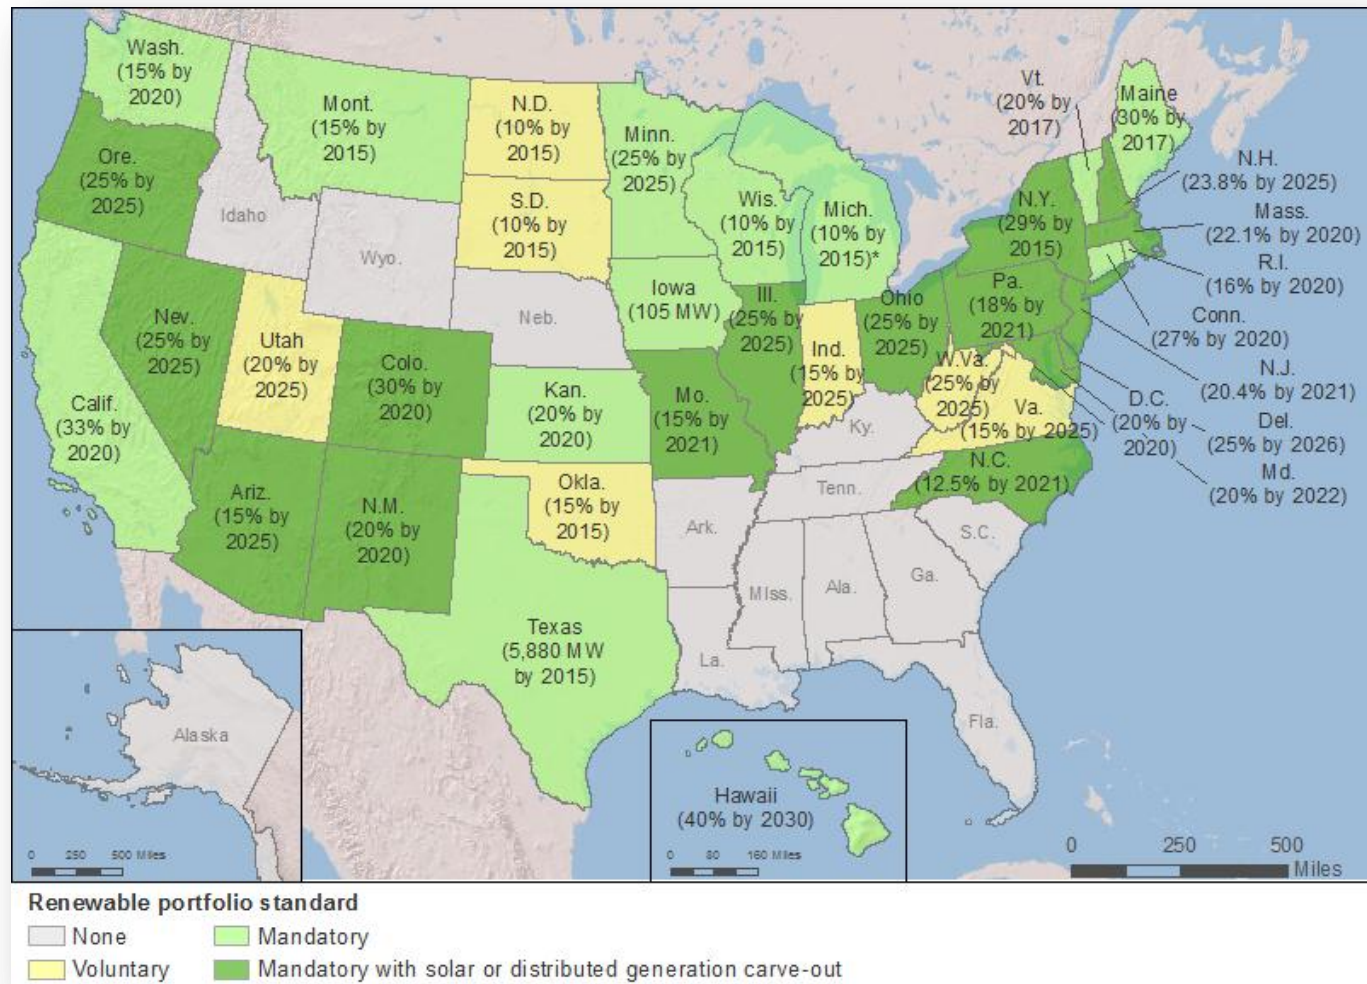 Wash.
(15% by
2020)
Mont.
(15% by
2015)
N.D.
(10% by
2015)
Minn.
(25% by
2025)
Vt.
(20% by
2017)
Maine
(30% by
2017)
Ore.
(25% by
2025)
Idaho
S.D.
(10% by
2015)
Wis.
(10% by
2015)
Mich.
(10% by
2015)*
N.Y.
(29% by
2015)
N.H.
(23.8% by 2025)
Mass.
(22.1% by 2020)
R.I.
(16% by 2020)
Conn.
(27% by 2020)
N.J.
(20.4% by 2021)
Del.
(25% by 2026)
Md.
(20% by 2022)
D.C.
(20% by
2020)
Wyo.
Neb.
Iowa
(105 MW)
Ill.
(25% by
2025)
Ohio
(25% by
2025)
Pa.
(18% by
2021)
Nev.
(25% by
2025)
Utah
(20% by
2025)
Colo.
(30% by
2020)
Kan.
(20% by
2020)
Mo.
(15% by
2021)
Ind.
(15% by
2025)
W.Va.
(25% by
2025)
Va.
(15% by 2025)
Ky.
Calif.
(33% by
2020)
Ariz.
(15% by
2025)
N.M.
(20% by
2020)
Okla.
(15% by
2015)
Ark.
Tenn.
N.C.
(12.5% by 2021)
S.C.
Miss.
Ala.
Ga.
Texas
(5,880 MW
by 2015)
La.
Fla.
Alaska
0 250 500 Miles
Hawaii
(40% by 2030)
0 80 160 Miles
0 250 500
Miles
Renewable portfolio standard
None
Mandatory
Voluntary
Mandatory with solar or distributed generation carve-out